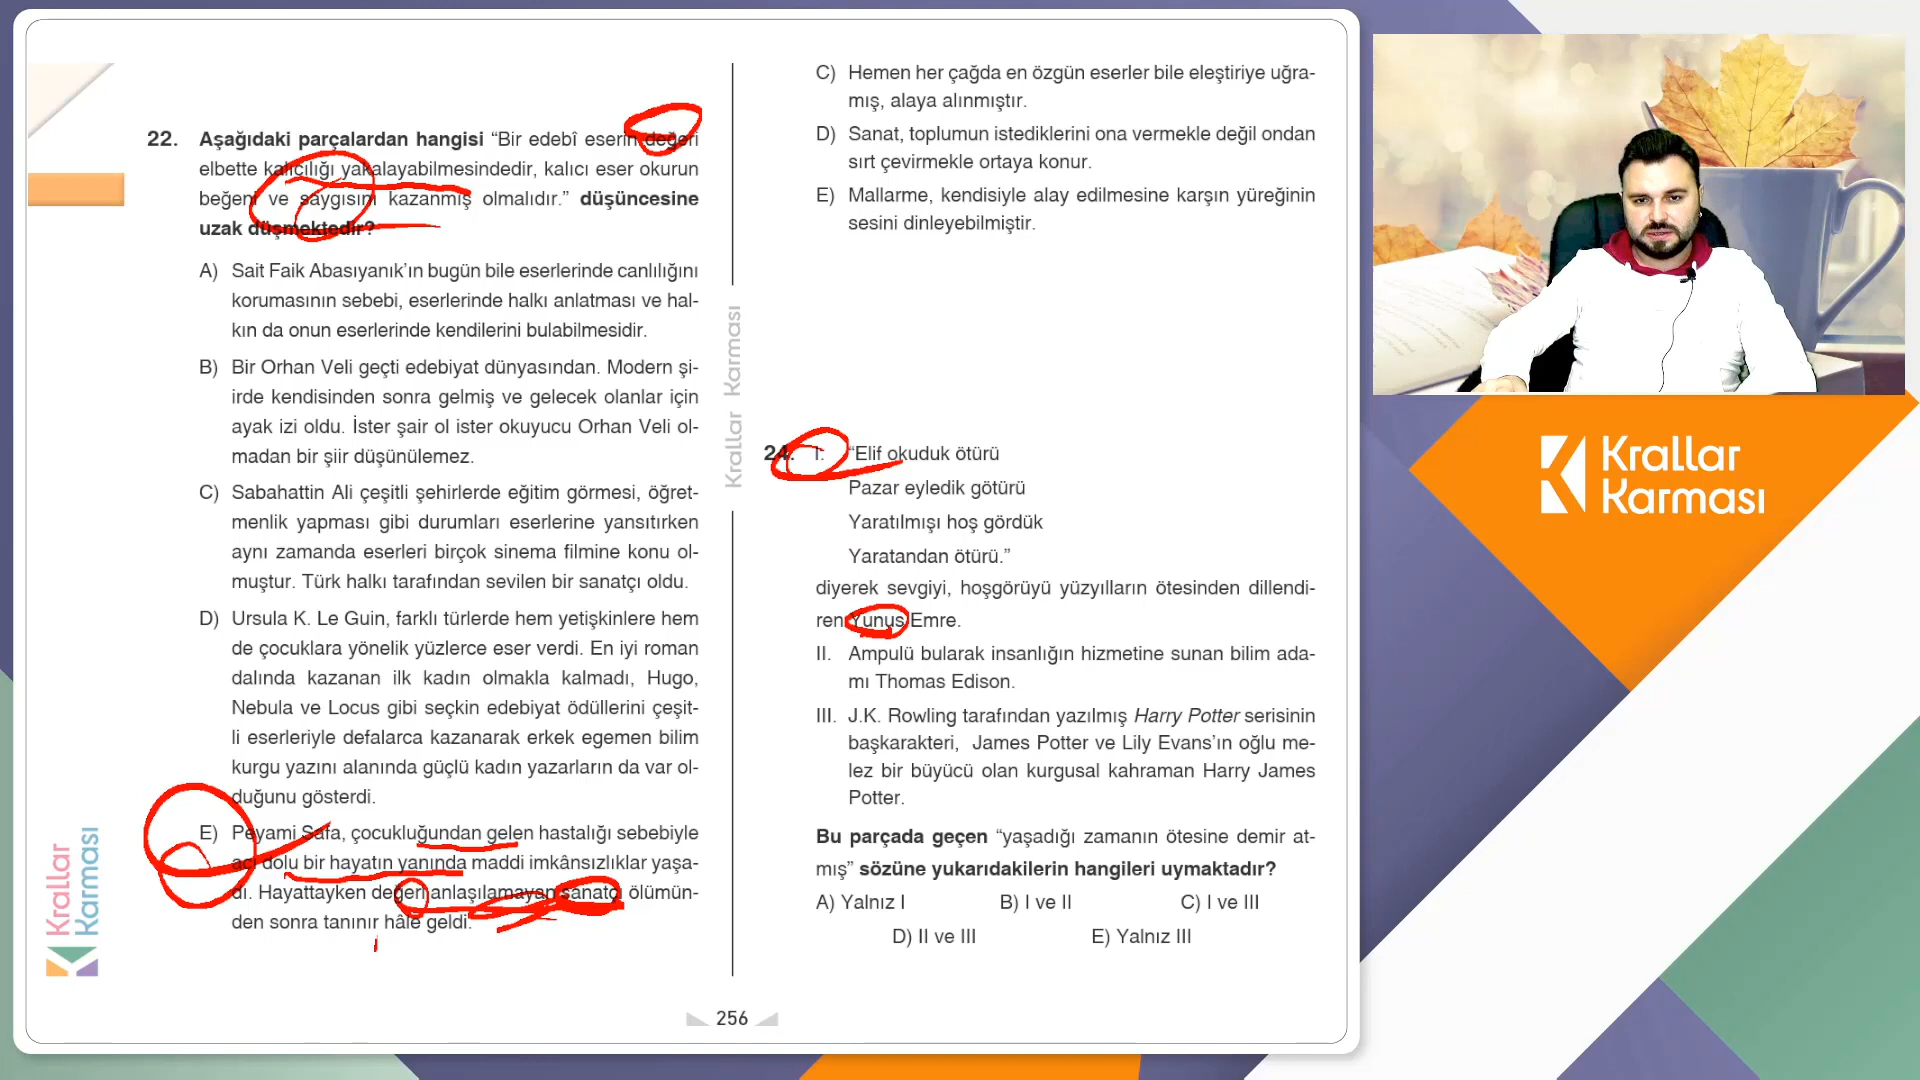 22. Aşağıdaki parçalardan hangisi “Bir edebî eserin değeri
elbette kalıcılığı yakalayabilmesindedir, kalıcı eser okurun
beğeni ve saygısını kazanmış olmalıdır.” düşüncesine
uzak düşmektedir?
A) Sait Faik Abasıyanık’ın bugün bile eserlerinde canlılığını
korumasının sebebi, eserlerinde halkı anlatması ve hal-
kın da onun eserlerinde kendilerini bulabilmesidir.
B) Bir Orhan Veli geçti edebiyat dünyasından. Modern şi-
irde kendisinden sonra gelmiş ve gelecek olanlar için
ayak izi oldu. İster şair ol ister okuyucu Orhan Veli ol-
madan bir şiir düşünülemez.
C) Sabahattin Ali çeşitli şehirlerde eğitim görmesi, öğret-
menlik yapması gibi durumları eserlerine yansıtırken
aynı zamanda eserleri birçok sinema filmine konu ol-
muştur. Türk halkı tarafından sevilen bir sanatçı oldu.
D) Ursula K. Le Guin, farklı türlerde hem yetişkinlere hem
de çocuklara yönelik yüzlerce eser verdi. En iyi roman
dalında kazanan ilk kadın olmakla kalmadı, Hugo,
Nebula ve Locus gibi seçkin edebiyat ödüllerini çeşit-
li eserleriyle defalarca kazanarak erkek egemen bilim
kurgu yazını alanında güçlü kadın yazarların da var ol-
duğunu gösterdi.
E) Peyami Safa, çocukluğundan gelen hastalığı sebebiyle
acı dolu bir hayatın yanında maddi imkânsızlıklar yaşa-
dı. Hayattayken değeri anlaşılamayan sanatçı ölümün-
den sonra tanınır hâle geldi.
Krallar Karması
C) Hemen her çağda en özgün eserler bile eleştiriye uğra-
mış, alaya alınmıştır.
D) Sanat, toplumun istediklerini ona vermekle değil ondan
sırt çevirmekle ortaya konur.
E) Mallarme, kendisiyle alay edilmesine karşın yüreğinin
sesini dinleyebilmiştir.
24. I. “Elif okuduk ötürü
Pazar eyledik götürü
Yaratılmışı hoş gördük
Yaratandan ötürü.”
diyerek sevgiyi, hoşgörüyü yüzyılların ötesinden dillendi-
ren Yunus Emre.
II. Ampulü bularak insanlığın hizmetine sunan bilim ada-
mı Thomas Edison.
III. J.K. Rowling tarafından yazılmış Harry Potter serisinin
başkarakteri, James Potter ve Lily Evans’ın oğlu me-
lez bir büyücü olan kurgusal kahraman Harry James
Potter.
Bu parçada geçen “yaşadığı zamanın ötesine demir at-
mış” sözüne yukarıdakilerin hangileri uymaktadır?
A) Yalnız I B) I ve II C) I ve III
D) II ve III E) Yalnız III
Krallar
Karması
256
Krallar
Karması